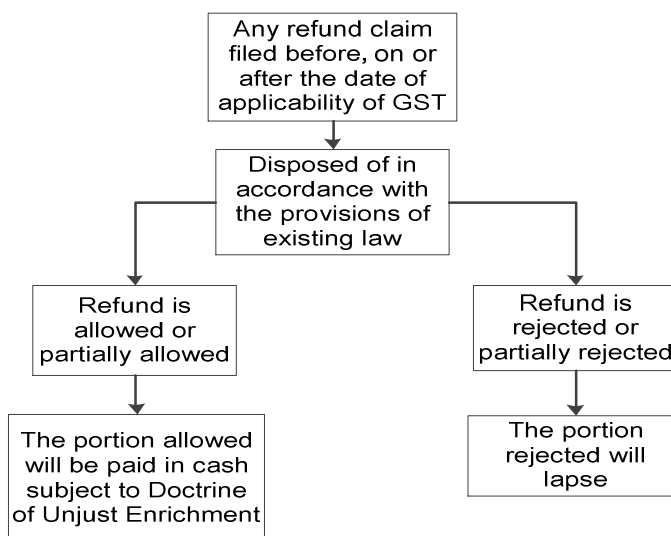 Any refund claim
filed before, on or
after the date of
applicability of GST
Disposed of in
accordance with
the provisions of
existing law
Refund is
allowed or
partially allowed
Refund is
rejected or
partially rejected
The portion allowed
will be paid in cash
subject to Doctrine
of Unjust Enrichment
The portion
rejected will
lapse